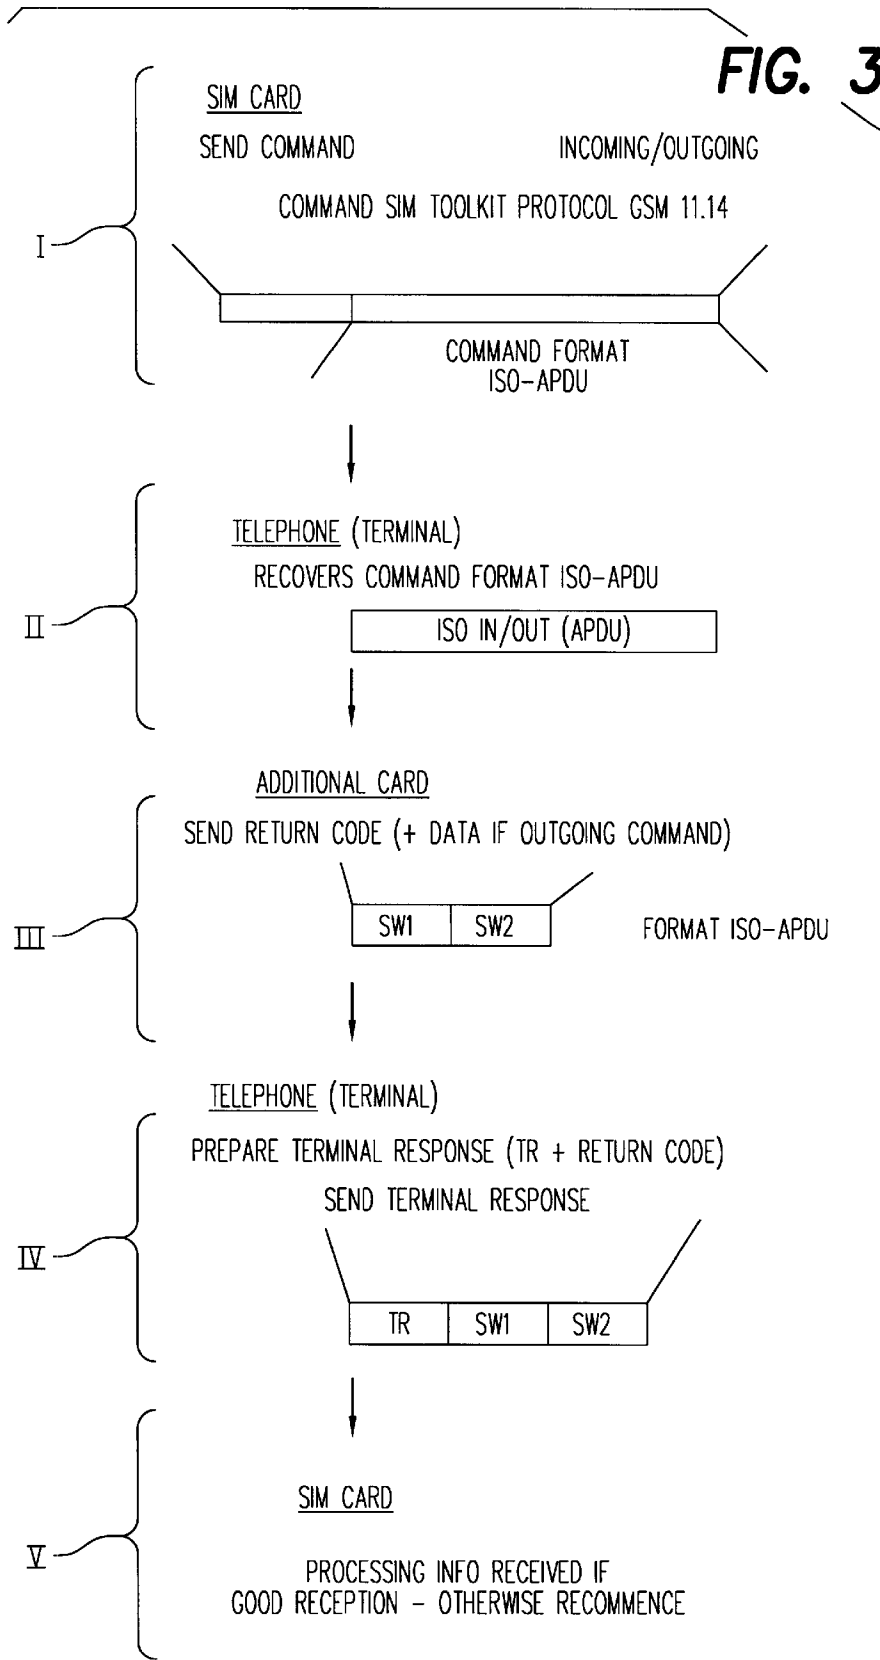 FIG. 3
SIM CARD
SEND COMMAND INCOMING/OUTGOING
COMMAND SIM TOOLKIT PROTOCOL GSM 11.14
I
COMMAND FORMAT
ISO-APDU
TELEPHONE (TERMINAL)
RECOVERS COMMAND FORMAT ISO-APDU
II
ISO IN/OUT (APDU)
ADDITIONAL CARD
SEND RETURN CODE (+ DATA IF OUTGOING COMMAND)
III
SW1 SW2 FORMAT ISO-APDU
TELEPHONE (TERMINAL)
PREPARE TERMINAL RESPONSE (TR + RETURN CODE)
SEND TERMINAL RESPONSE
IV
TR SW1 SW2
SIM CARD
V
PROCESSING INFO RECEIVED IF
GOOD RECEPTION - OTHERWISE RECOMMENCE